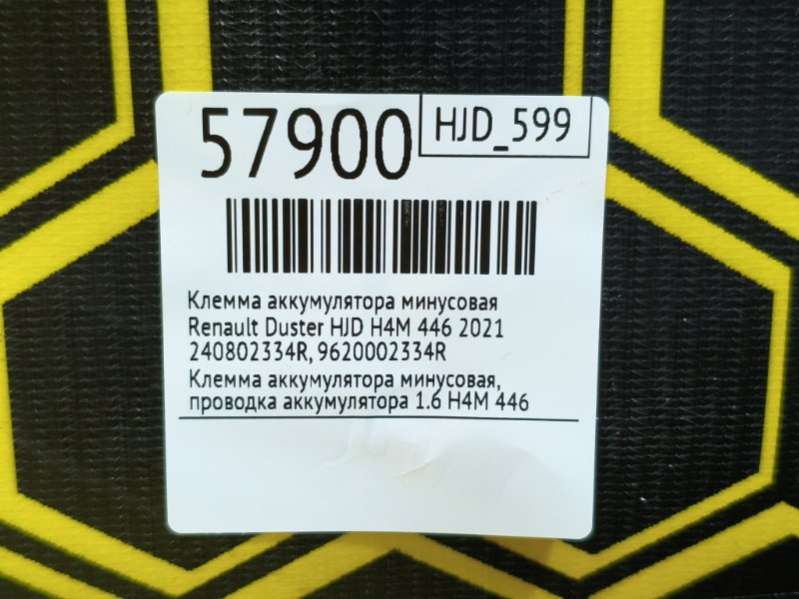 57900
HJD_599
Клемма аккумулятора минусовая
Renault Duster HJD H4M 446 2021
240802334R, 9620002334R
Клемма аккумулятора минусовая,
проводка аккумулятора 1.6 H4M 446